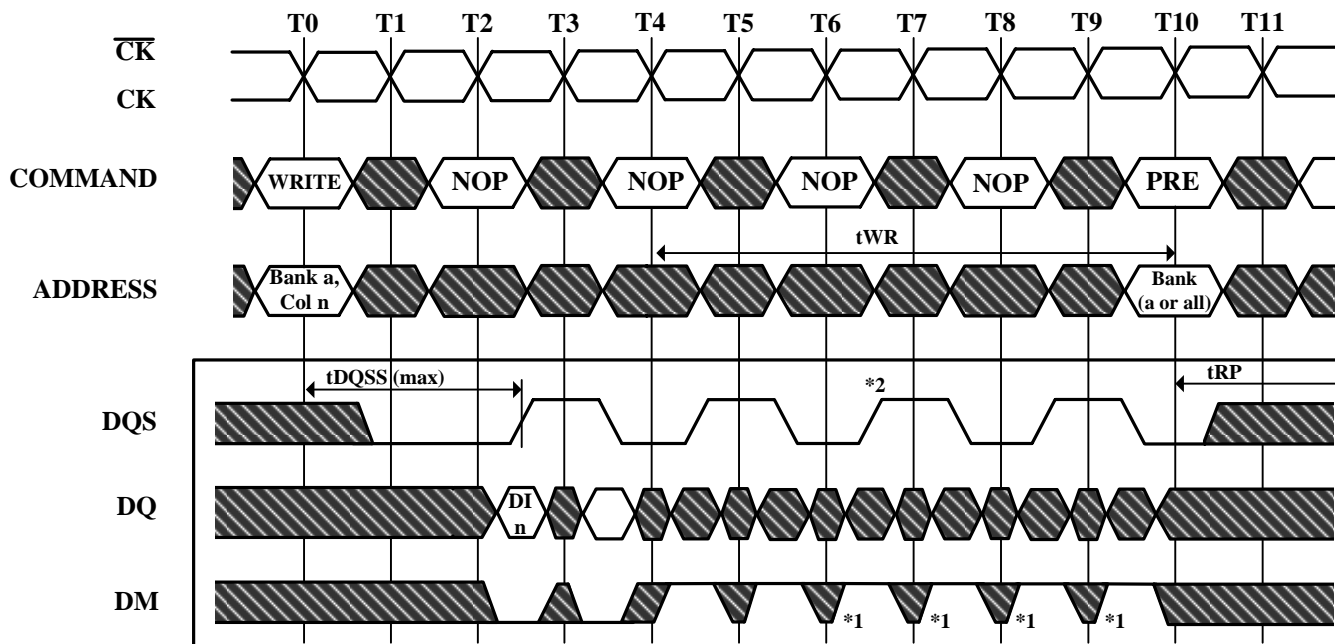 T0 T1 T2 T3 T4 T5 T6 T7 T8 T9 T10 T11
CK
CK
COMMAND WRITE NOP NOP NOP NOP PRE
tWR
ADDRESS
Bank a,
Col n
Bank
(a or all)
tDQSS (max) *2 tRP
DQS
DQ
DI
n
DM
*1 *1 *1 *1